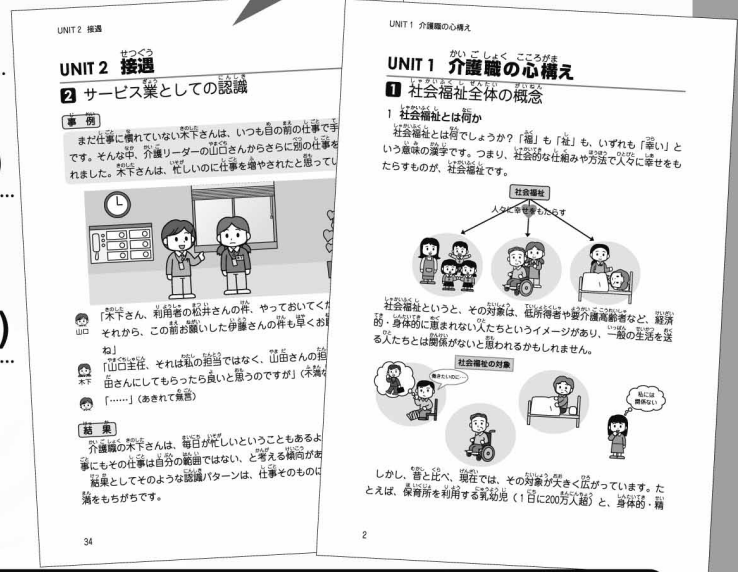 UNIT 2 接遇
UNIT 2 接遇
2 サービス業としての認識
事例
まだ仕事に慣れていない木下さんは、いつも目の前の仕事で手
です。そんな中、介護リーダーの山口さんからさらに別の仕事を
れました。木下さんは、忙しいのに仕事を増やされたと思ってい
山口
「木下さん、利用者の松井さんの件、やっておいてくだ
それから、この前お願いした伊藤さんの件も早くお願
ね」
木下
「山口主任、それは私の担当ではなく、山田さんの担
田さんにしてもらったら良いと思うのですが」(不満な
「……」(あきれて無言)
結果
介護職の木下さんは、毎日が忙しいということもあるよ
事にもその仕事は自分の範囲ではない、と考える傾向があ
結果としてそのような認識パターンは、仕事そのものに
満をもちがちです。
34
UNIT 1 介護職の心構え
UNIT 1 介護職の心構え
1 社会福祉全体の概念
1 社会福祉とは何か
社会福祉とは何でしょうか?「福」も「祉」も、いずれも「幸い」と
いう意味の漢字です。つまり、社会的な仕組みや方法で人々に幸せをも
たらすものが、社会福祉です。
社会福祉
人々に幸せをもたらす
社会福祉というと、その対象は、低所得者や要介護高齢者など、経済
的・身体的に恵まれない人たちというイメージがあり、一般の生活を送
る人たちとは関係がないと思われるかもしれません。
社会福祉の対象
働きたいのに…
私には
関係ない
しかし、昔と比べ、現在では、その対象が大きく広がっています。た
とえば、保育所を利用する乳幼児(1日に200万人超)と、身体的・精
2